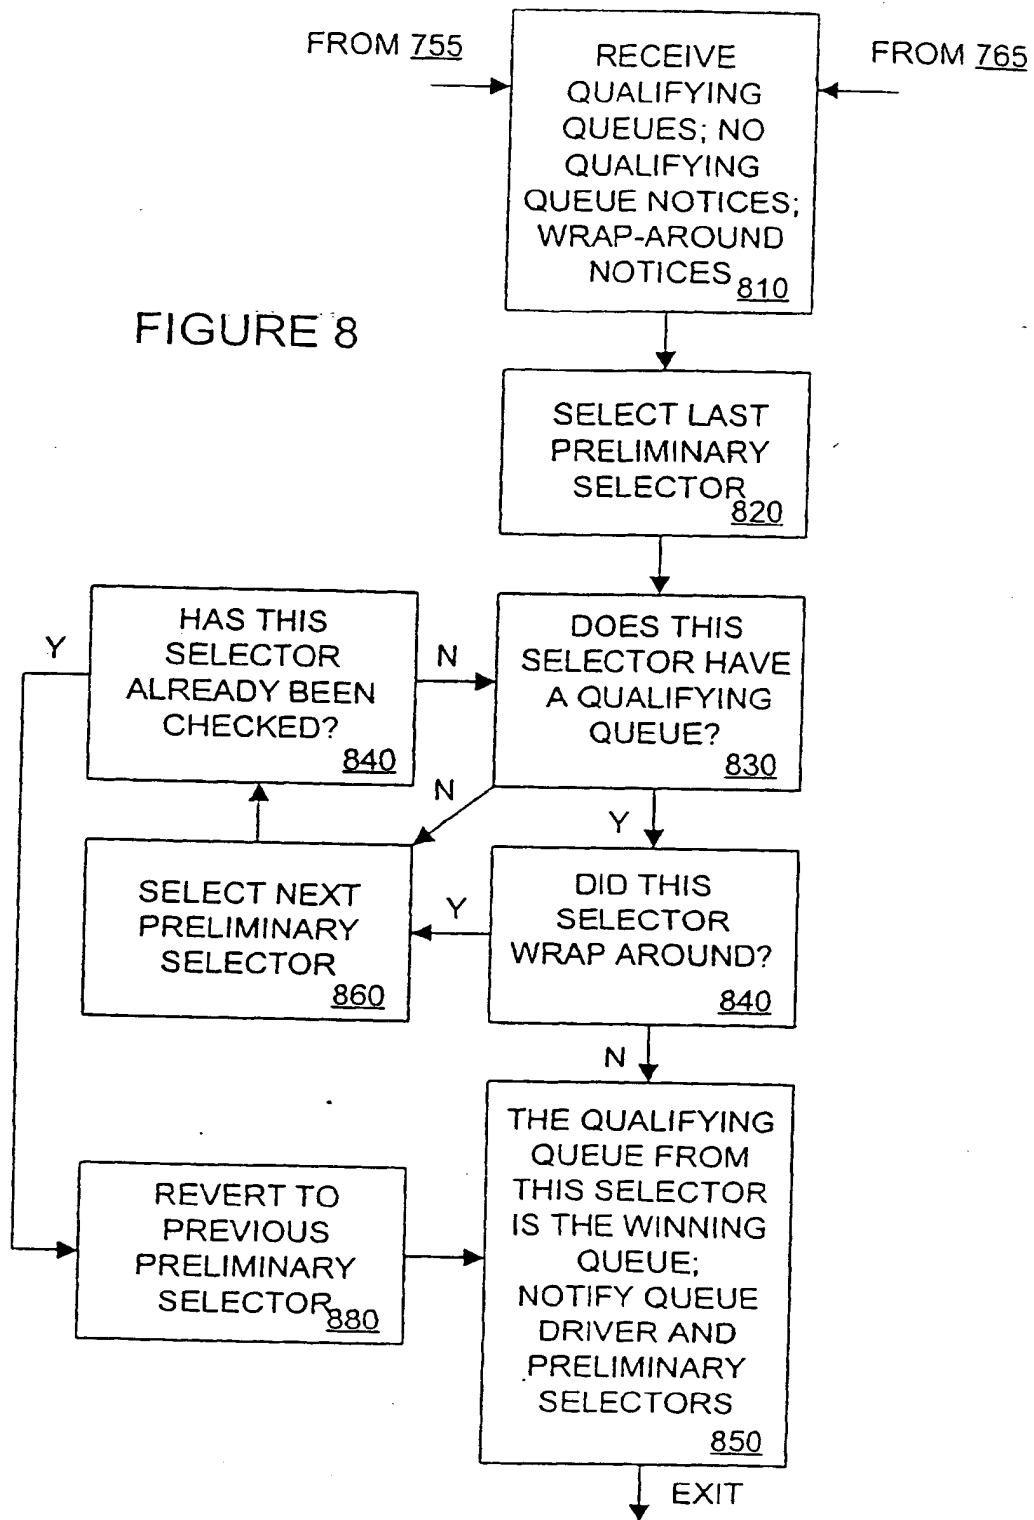 FROM 755
FROM 765
RECEIVE
QUALIFYING
QUEUES; NO
QUALIFYING
QUEUE NOTICES;
WRAP-AROUND
NOTICES 810
FIGURE 8
SELECT LAST
PRELIMINARY
SELECTOR
820
HAS THIS
SELECTOR
ALREADY BEEN
CHECKED?
840
Y
N
DOES THIS
SELECTOR HAVE
A QUALIFYING
QUEUE?
830
N
Y
SELECT NEXT
PRELIMINARY
SELECTOR
860
Y
DID THIS
SELECTOR
WRAP AROUND?
840
N
REVERT TO
PREVIOUS
PRELIMINARY
SELECTOR
880
THE QUALIFYING
QUEUE FROM
THIS SELECTOR
IS THE WINNING
QUEUE;
NOTIFY QUEUE
DRIVER AND
PRELIMINARY
SELECTORS
850
EXIT